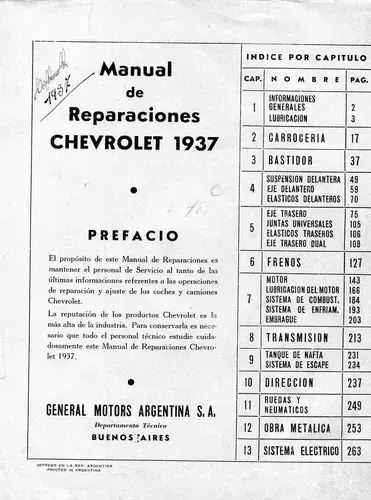 1937
Manual
de
Reparaciones
CHEVROLET 1937
PREFACIO
El propósito de este Manual de Reparaciones es
mantener el personal de Servicio al tanto de las
últimas informaciones referentes a las operaciones
de reparación y ajuste de los coches y camiones
Chevrolet.
La reputación de los productos Chevrolet es la
más alta de la industria. Para conservarla es nece-
sario que todo el personal técnico estudie cuida-
dosamente este Manual de Reparaciones Chevro-
let 1937.
GENERAL MOTORS ARGENTINA S.A.
Departamento Técnico
BUENOS AIRES
IMPRESO EN LA REP. ARGENTINA
PRINTED IN ARGENTINA
INDICE POR CAPITULO
CAP. NOMBRE PAG.
1 INFORMACIONES
GENERALES 2
LUBRICACION 3
2 CARROCERIA 17
3 BASTIDOR 37
4 SUSPENSION DELANTERA 49
EJE DELANTERO 59
ELASTICOS DELANTEROS 70
5 EJE TRASERO 75
JUNTAS UNIVERSALES 105
ELASTICOS TRASEROS 106
EJE TRASERO DUAL 108
6 FRENOS 127
7 MOTOR 143
LUBRICACION DEL MOTOR 166
SISTEMA DE COMBUST. 184
SISTEMA DE ENFRIAM. 193
EMBRAGUE 203
8 TRANSMISION 213
9 TANQUE DE NAFTA 231
SISTEMA DE ESCAPE 234
10 DIRECCION 237
11 RUEDAS Y
NEUMATICOS 249
12 OBRA METALICA 253
13 SISTEMA ELECTRICO 263